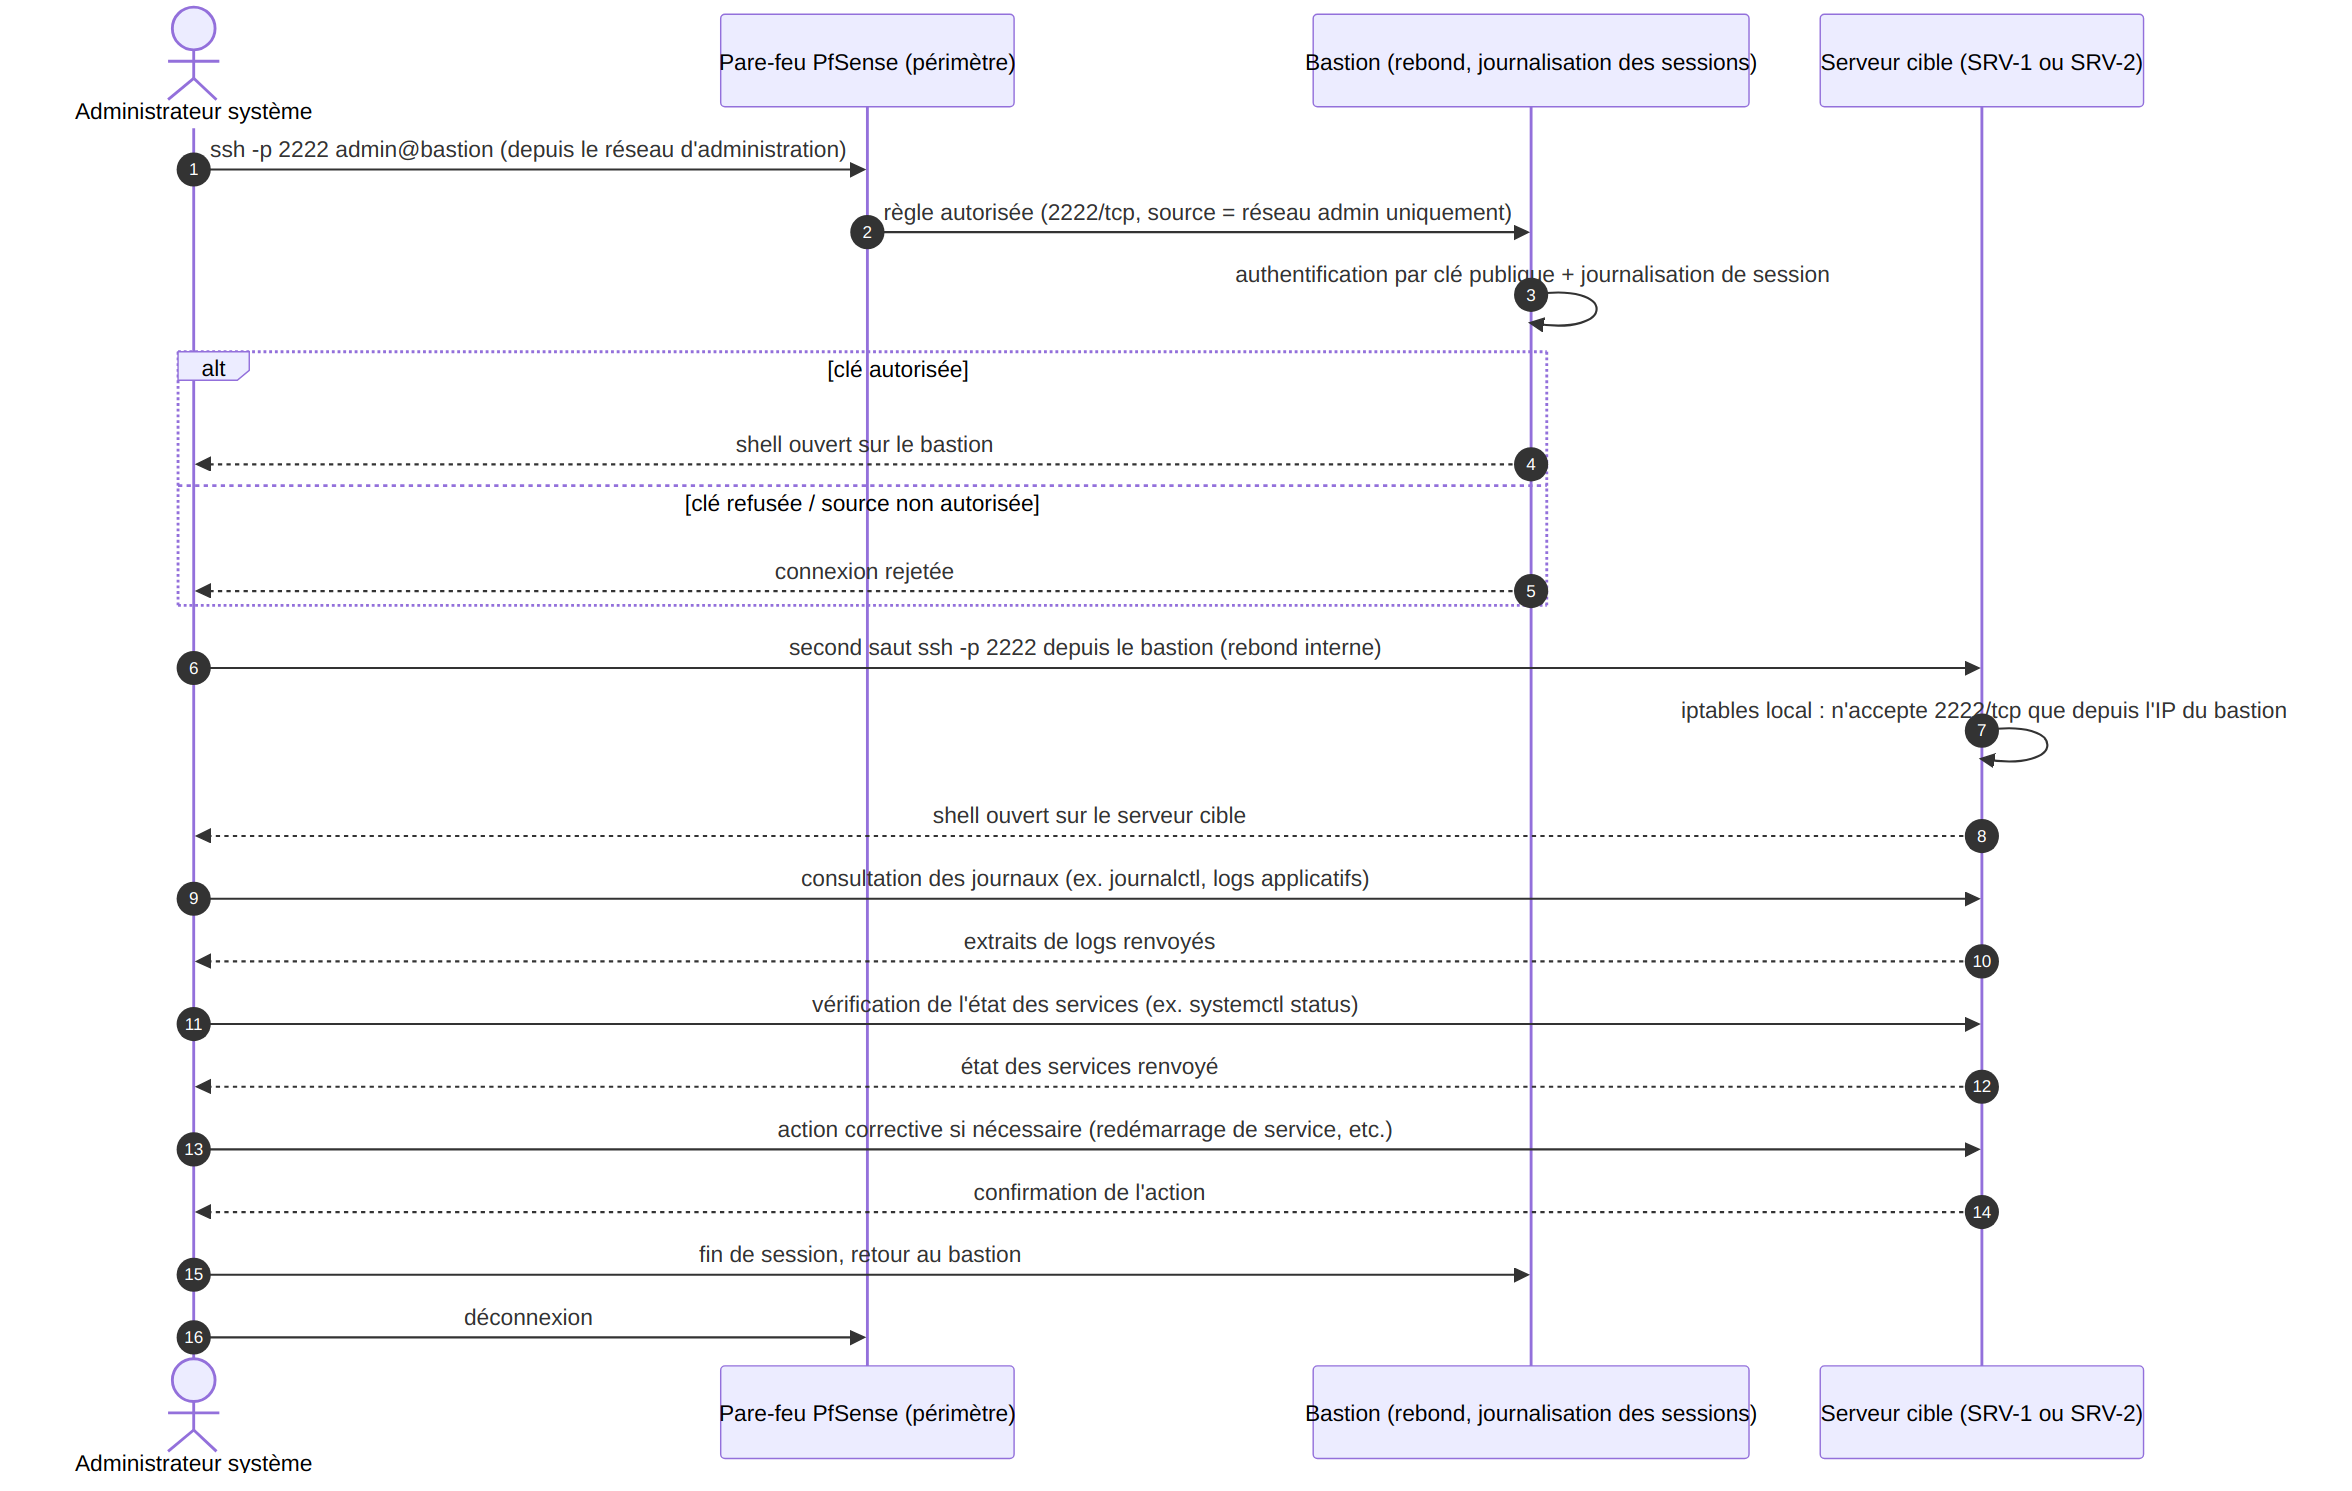 Administrateur système
Pare-feu PfSense (périmètre)
Bastion (rebond, journalisation des sessions)
Serveur cible (SRV-1 ou SRV-2)
1
ssh -p 2222 admin@bastion (depuis le réseau d'administration)
2
règle autorisée (2222/tcp, source = réseau admin uniquement)
3
authentification par clé publique + journalisation de session
alt
[clé autorisée]
shell ouvert sur le bastion
4
[clé refusée / source non autorisée]
connexion rejetée
5
6
second saut ssh -p 2222 depuis le bastion (rebond interne)
iptables local : n'accepte 2222/tcp que depuis l'IP du bastion
7
shell ouvert sur le serveur cible
8
9
consultation des journaux (ex. journalctl, logs applicatifs)
extraits de logs renvoyés
10
11
vérification de l'état des services (ex. systemctl status)
état des services renvoyé
12
13
action corrective si nécessaire (redémarrage de service, etc.)
confirmation de l'action
14
15
fin de session, retour au bastion
16
déconnexion
Administrateur système
Pare-feu PfSense (périmètre)
Bastion (rebond, journalisation des sessions)
Serveur cible (SRV-1 ou SRV-2)